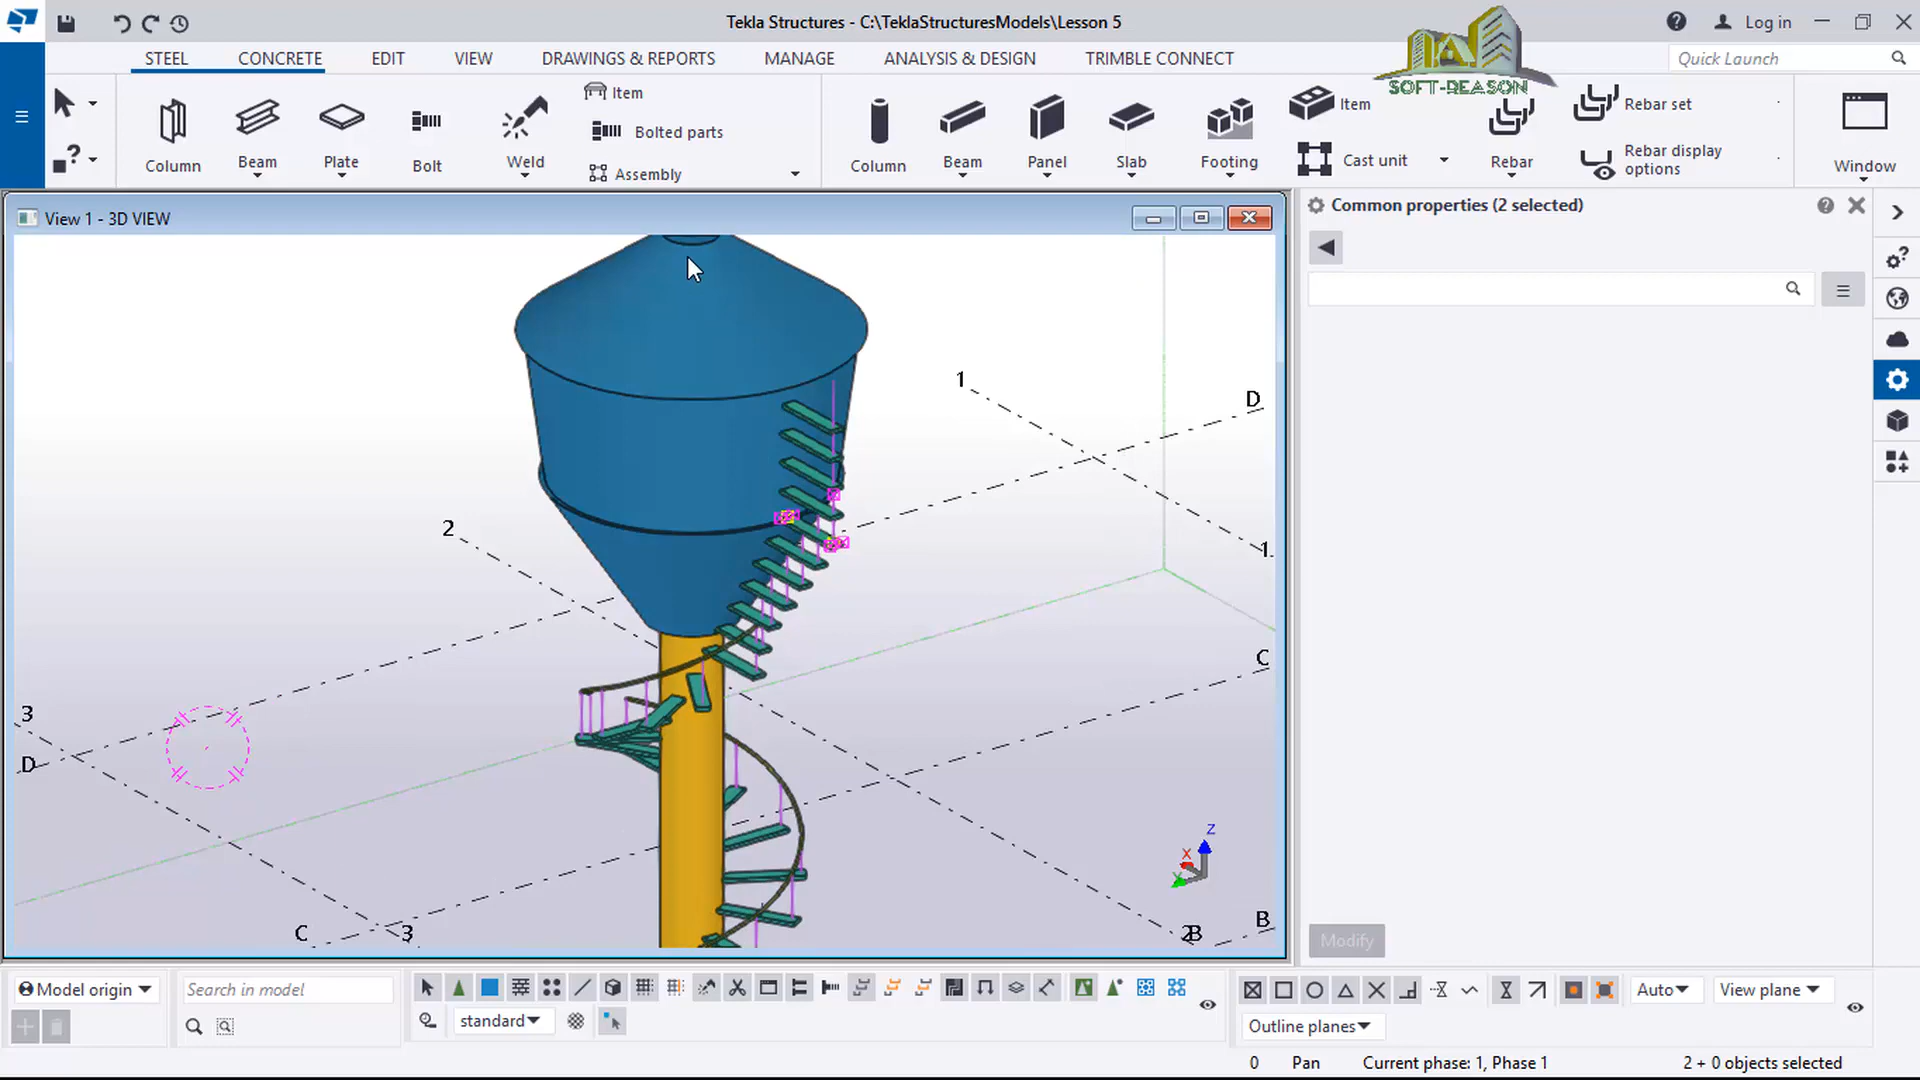 Tekla Structures - C:\TeklaStructuresModels\Lesson 5
Log in
STEEL CONCRETE EDIT VIEW DRAWINGS & REPORTS MANAGE ANALYSIS & DESIGN TRIMBLE CONNECT
Quick Launch
SOFT-REASON
Column Beam Plate Bolt Weld
Item
Bolted parts
Assembly
Column Beam Panel Slab Footing
Item
Cast unit
Rebar
Rebar set
Rebar display options
Window
View 1 - 3D VIEW
Common properties (2 selected)
1
D
2
1
C
3
D
C
3
Z
X
Y
B
2B
Modify
Model origin
Search in model
standard
Auto
View plane
Outline planes
0 Pan Current phase: 1, Phase 1 2 + 0 objects selected